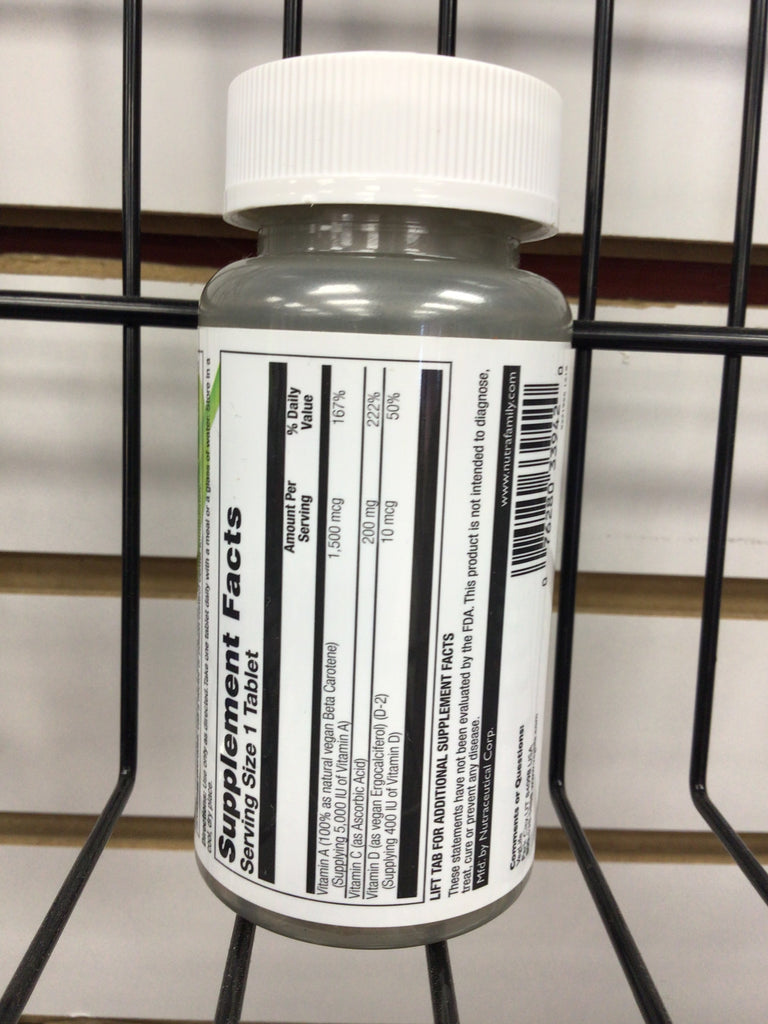 Directions: Use only as directed. Take one tablet daily with a meal or a glass of water. Store in a
cool, dry place.
Supplement Facts
Serving Size 1 Tablet
Amount Per Serving % Daily Value
Vitamin A (100% as natural vegan Beta Carotene) 1,500 mcg 167%
(Supplying 5,000 IU of Vitamin A)
Vitamin C (as Ascorbic Acid) 200 mg 222%
Vitamin D (as vegan Ergocalciferol) (D-2) 10 mcg 50%
(Supplying 400 IU of Vitamin D)
LIFT TAB FOR ADDITIONAL SUPPLEMENT FACTS
These statements have not been evaluated by the FDA. This product is not intended to diagnose,
treat, cure or prevent any disease.
Mfd. by Nutraceutical Corp. www.nutrafamily.com
Comments or Questions:
0 76280 33942 0